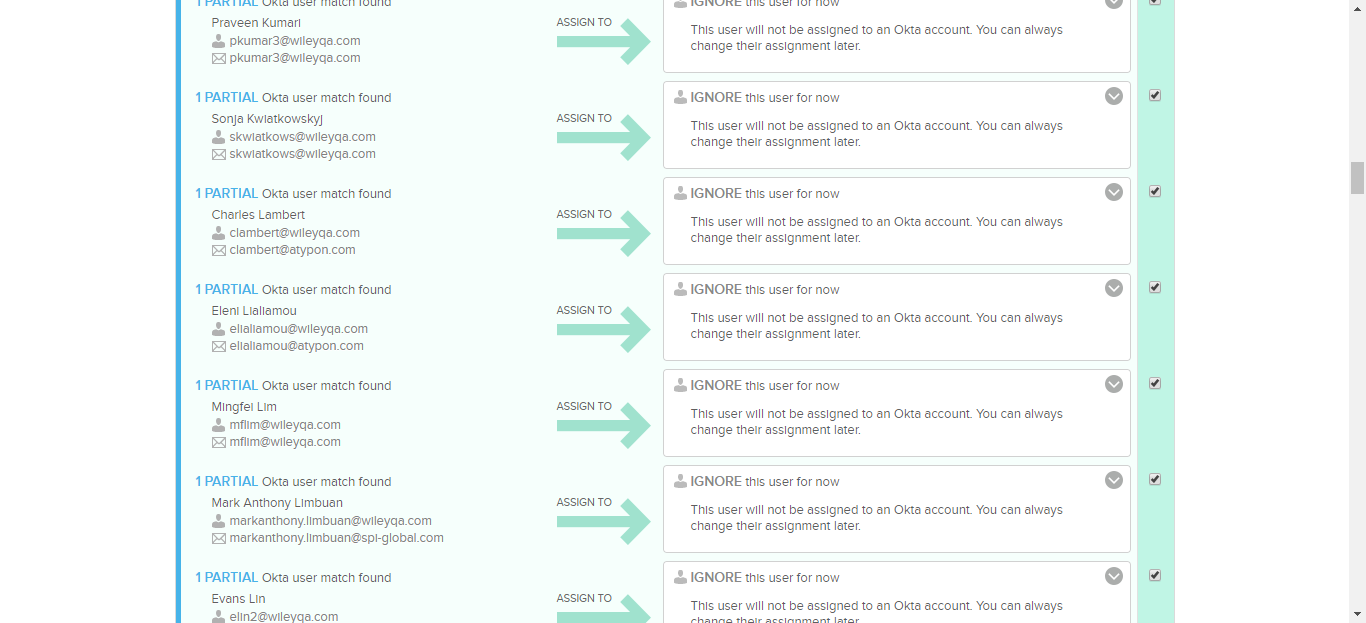 1 PARTIAL Okta user match found
Praveen Kumari
pkumar3@wileyqa.com
pkumar3@wileyqa.com
ASSIGN TO
IGNORE this user for now
This user will not be assigned to an Okta account. You can always
change their assignment later.
1 PARTIAL Okta user match found
Sonja Kwiatkowskyj
skwiatkows@wileyqa.com
skwiatkows@wileyqa.com
ASSIGN TO
IGNORE this user for now
This user will not be assigned to an Okta account. You can always
change their assignment later.
1 PARTIAL Okta user match found
Charles Lambert
clambert@wileyqa.com
clambert@atypon.com
ASSIGN TO
IGNORE this user for now
This user will not be assigned to an Okta account. You can always
change their assignment later.
1 PARTIAL Okta user match found
Eleni Lialiamou
elialiamou@wileyqa.com
elialiamou@atypon.com
ASSIGN TO
IGNORE this user for now
This user will not be assigned to an Okta account. You can always
change their assignment later.
1 PARTIAL Okta user match found
Mingfei Lim
mflim@wileyqa.com
mflim@wileyqa.com
ASSIGN TO
IGNORE this user for now
This user will not be assigned to an Okta account. You can always
change their assignment later.
1 PARTIAL Okta user match found
Mark Anthony Limbuan
markanthony.limbuan@wileyqa.com
markanthony.limbuan@spi-global.com
ASSIGN TO
IGNORE this user for now
This user will not be assigned to an Okta account. You can always
change their assignment later.
1 PARTIAL Okta user match found
Evans Lin
elin2@wileyqa.com
ASSIGN TO
IGNORE this user for now
This user will not be assigned to an Okta account. You can always
change their assignment later.